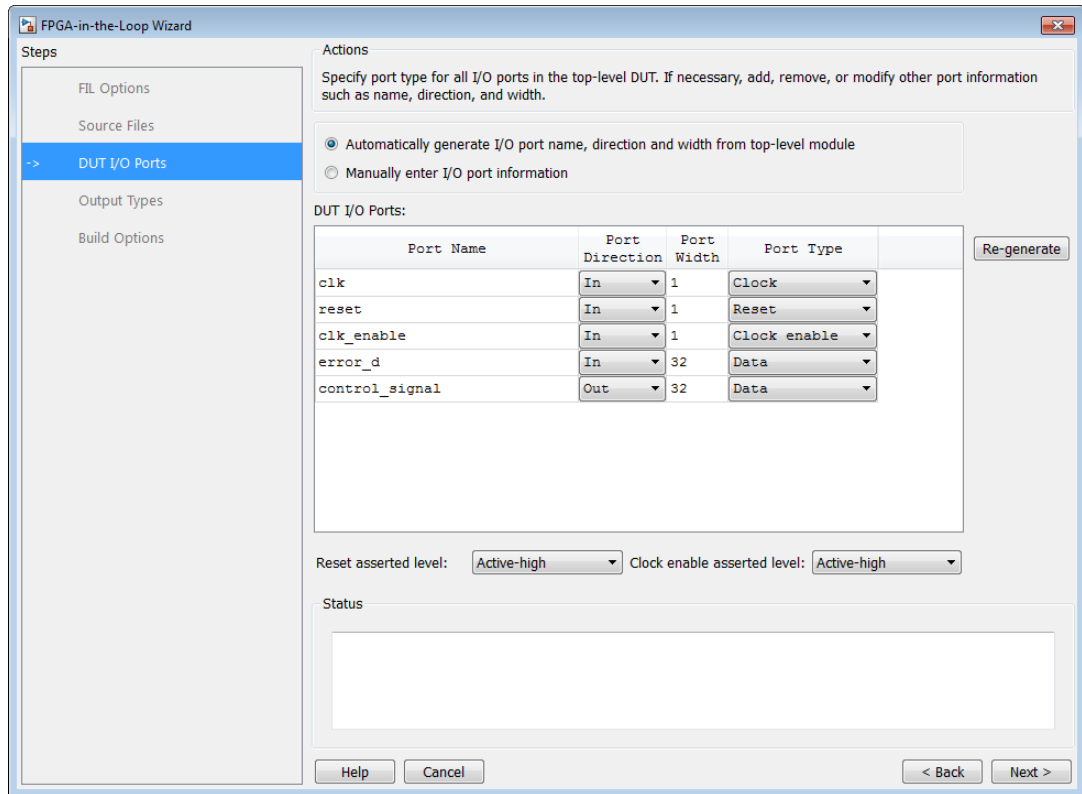 FPGA-in-the-Loop Wizard
Steps
FIL Options
Source Files
-> DUT I/O Ports
Output Types
Build Options
Actions
Specify port type for all I/O ports in the top-level DUT. If necessary, add, remove, or modify other port information
such as name, direction, and width.
Automatically generate I/O port name, direction and width from top-level module
Manually enter I/O port information
DUT I/O Ports:
Port Name Port Direction Port Width Port Type
clk In 1 Clock
reset In 1 Reset
clk_enable In 1 Clock enable
error_d In 32 Data
control_signal Out 32 Data
Re-generate
Reset asserted level: Active-high Clock enable asserted level: Active-high
Status
Help Cancel < Back Next >